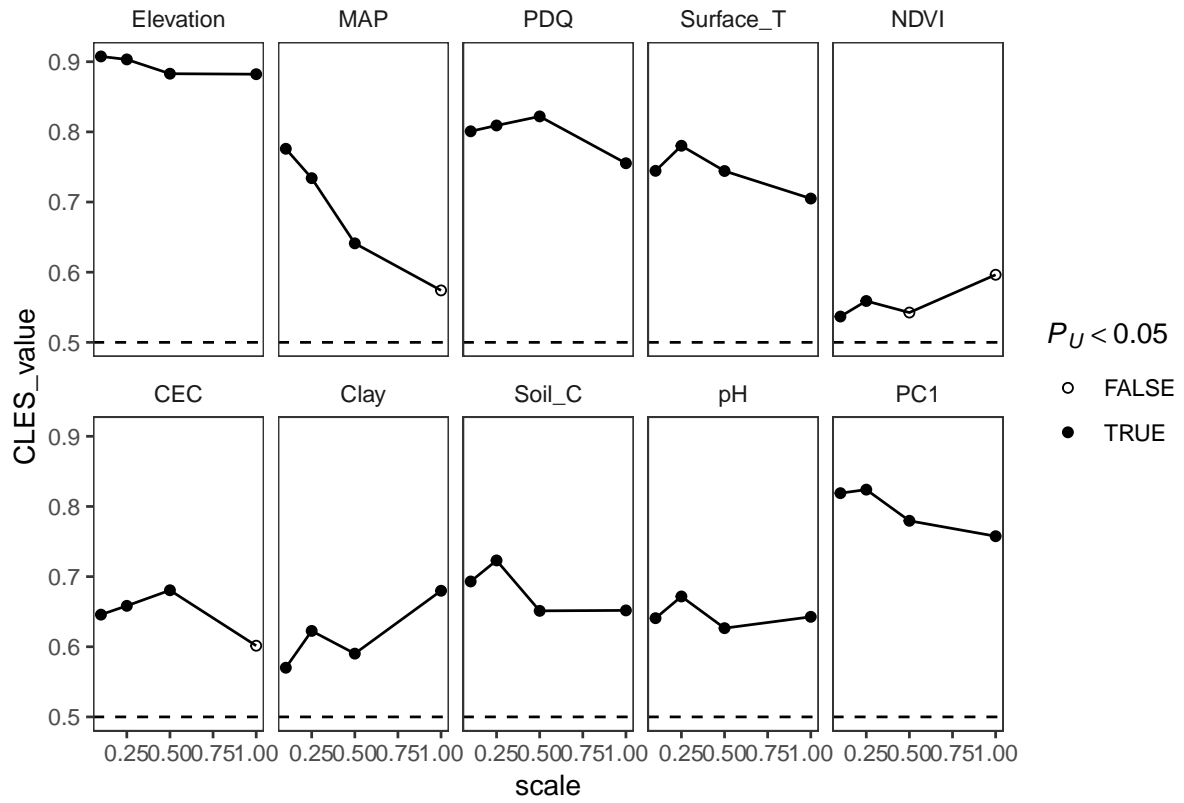 Elevation MAP PDQ Surface_T NDVI
0.9
0.8
0.7
0.6
0.5
CEC Clay Soil_C pH PC1
0.9
0.8
0.7
0.6
0.5
0.250.500.751.00 0.250.500.751.00 0.250.500.751.00 0.250.500.751.00 0.250.500.751.00
scale
CLES_value
P_U < 0.05
FALSE
TRUE